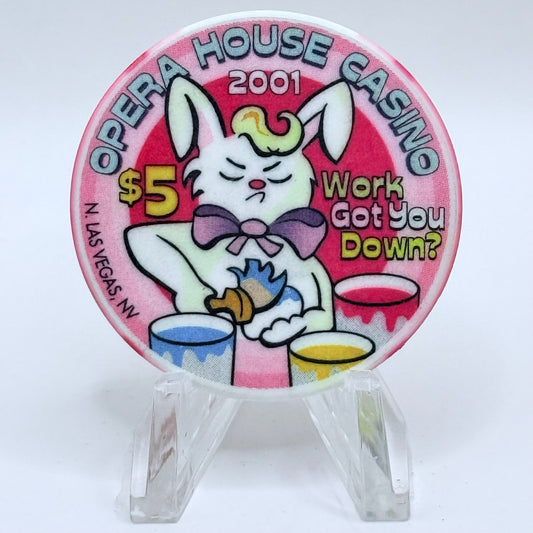 OPERA HOUSE CASINO
2001
$5
Work
Got You
Down?
N. LAS VEGAS, NV